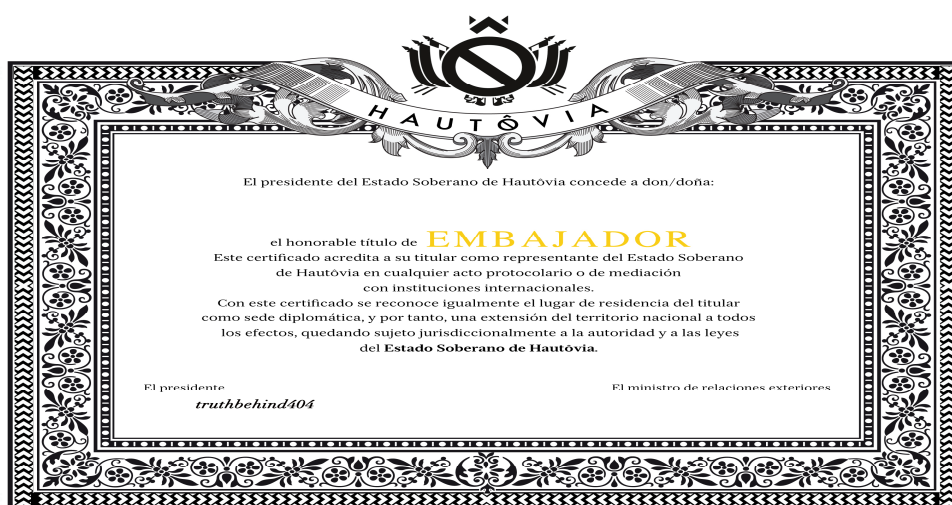 HAUTÔVIA
El presidente del Estado Soberano de Hautôvia concede a don/doña:
el honorable título de EMBAJADOR
Este certificado acredita a su titular como representante del Estado Soberano
de Hautôvia en cualquier acto protocolario o de mediación
con instituciones internacionales.
Con este certificado se reconoce igualmente el lugar de residencia del titular
como sede diplomática, y por tanto, una extensión del territorio nacional a todos
los efectos, quedando sujeto jurisdiccionalmente a la autoridad y a las leyes
del Estado Soberano de Hautôvia.
El presidente
El ministro de relaciones exteriores
truthbehind404